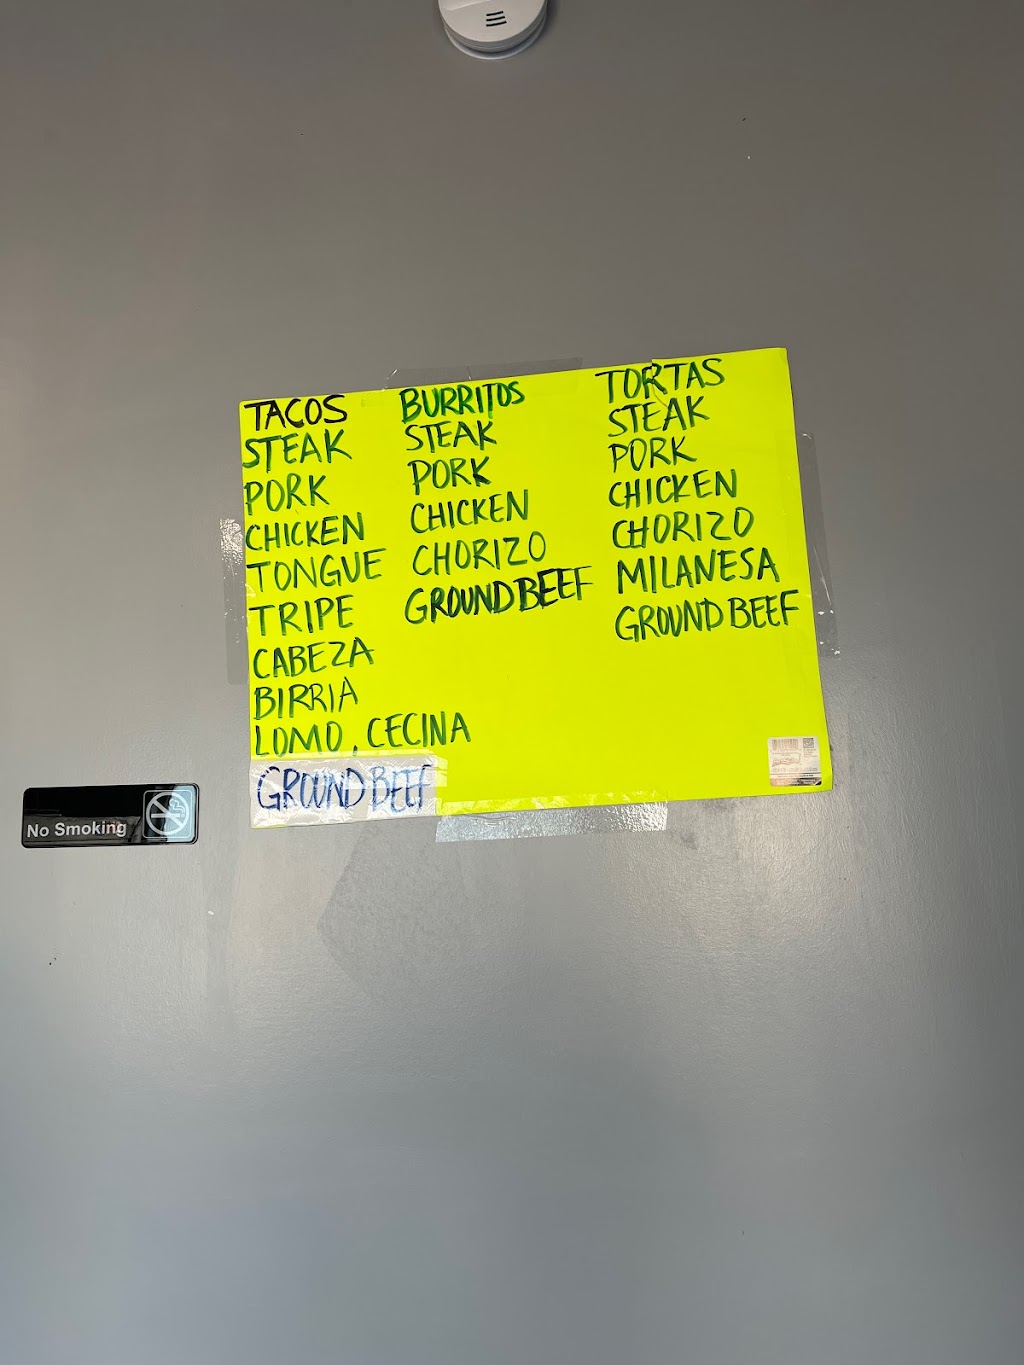 TACOS
STEAK
PORK
CHICKEN
TONGUE
TRIPE
CABEZA
BIRRIA
LOMO, CECINA
GROUND BEEF
BURRITOS
STEAK
PORK
CHICKEN
CHORIZO
GROUND BEEF
TORTAS
STEAK
PORK
CHICKEN
CHORIZO
MILANESA
GROUND BEEF
No Smoking